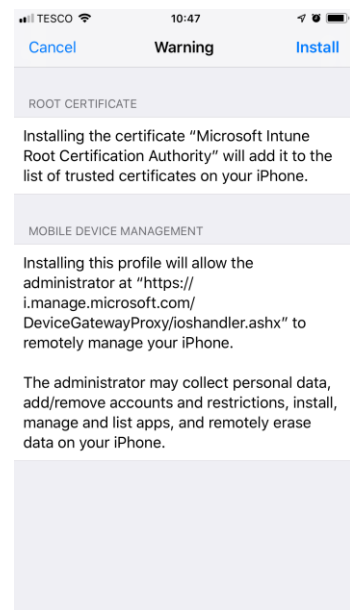 TESCO 10:47
Cancel Warning Install
ROOT CERTIFICATE
Installing the certificate “Microsoft Intune
Root Certification Authority” will add it to the
list of trusted certificates on your iPhone.
MOBILE DEVICE MANAGEMENT
Installing this profile will allow the
administrator at “https://
i.manage.microsoft.com/
DeviceGatewayProxy/ioshandler.ashx” to
remotely manage your iPhone.
The administrator may collect personal data,
add/remove accounts and restrictions, install,
manage and list apps, and remotely erase
data on your iPhone.